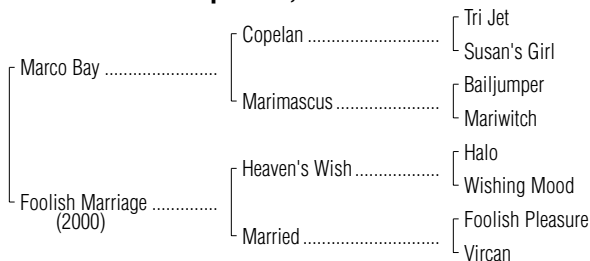 Tri Jet
Copelan ............................
Susan's Girl
Marco Bay .......................
Bailjumper
Marimascus ......................
Mariwitch
Halo
Heaven's Wish ..................
Wishing Mood
Foolish Marriage ..............
(2000)
Foolish Pleasure
Married .............................
Vircan